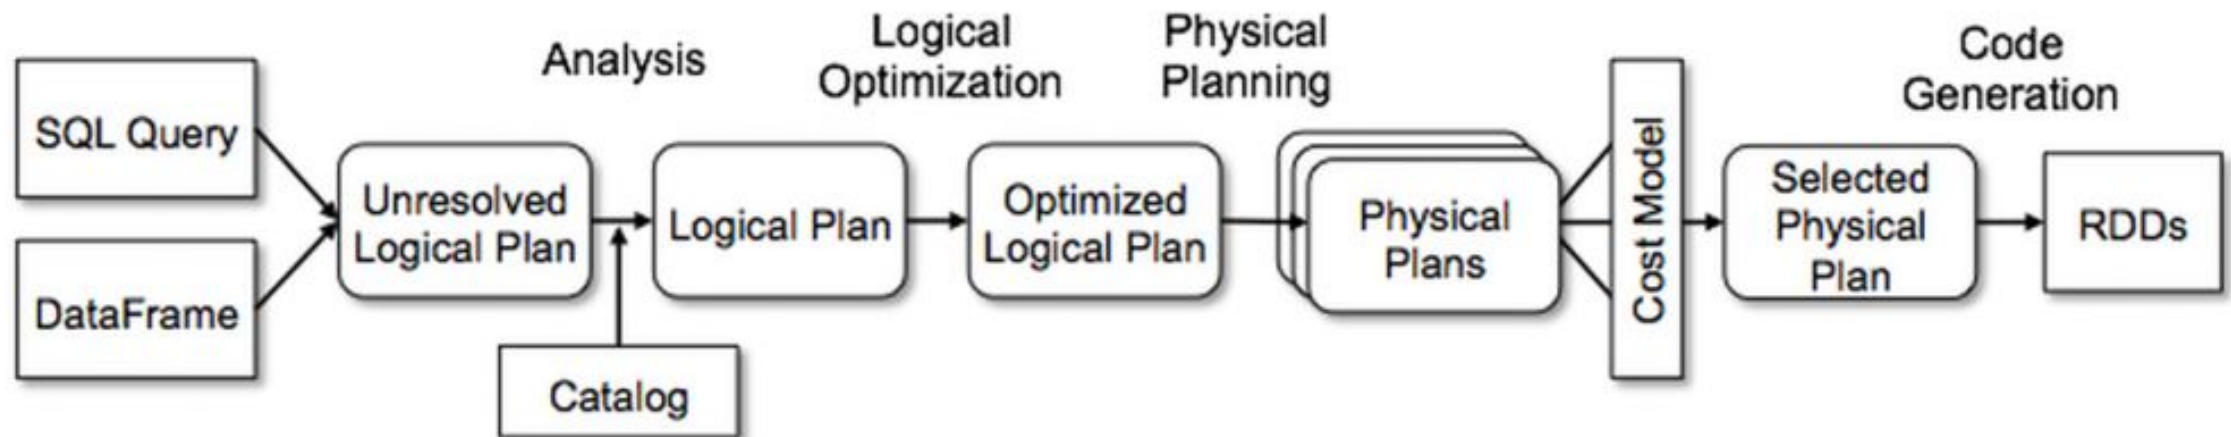 SQL Query
DataFrame
Analysis
Unresolved
Logical Plan
Catalog
Logical Plan
Logical
Optimization
Optimized
Logical Plan
Physical
Planning
Physical
Plans
Cost Model
Selected
Physical
Plan
Code
Generation
RDDs